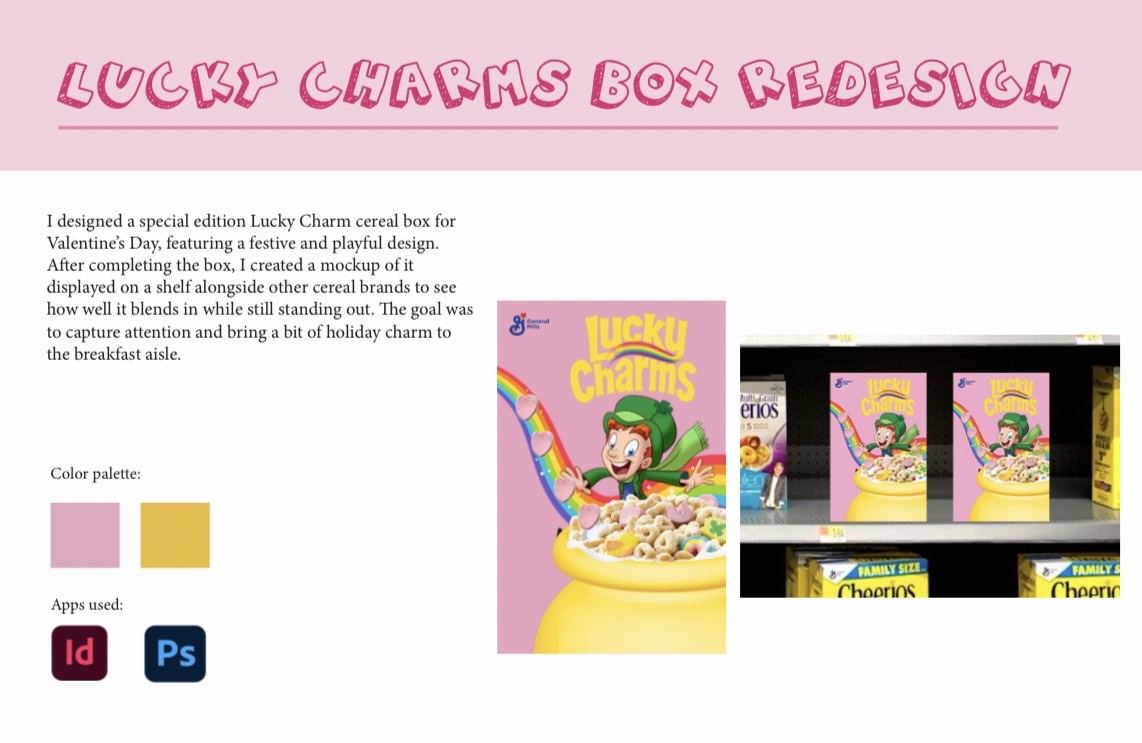 LUCKY CHARMS BOX REDESIGN
I designed a special edition Lucky Charm cereal box for
Valentine's Day, featuring a festive and playful design.
After completing the box, I created a mockup of it
displayed on a shelf alongside other cereal brands to see
how well it blends in while still standing out. The goal was
to capture attention and bring a bit of holiday charm to
the breakfast aisle.
Color palette:
Apps used:
Id
Ps
General
Mills
Lucky
Charms
Multi Grain
erios
Lucky
Charms
Lucky
Charms
WHOLE
GRAIN
FAMILY SIZE
Cheerios
FAMILY S
Cheeric